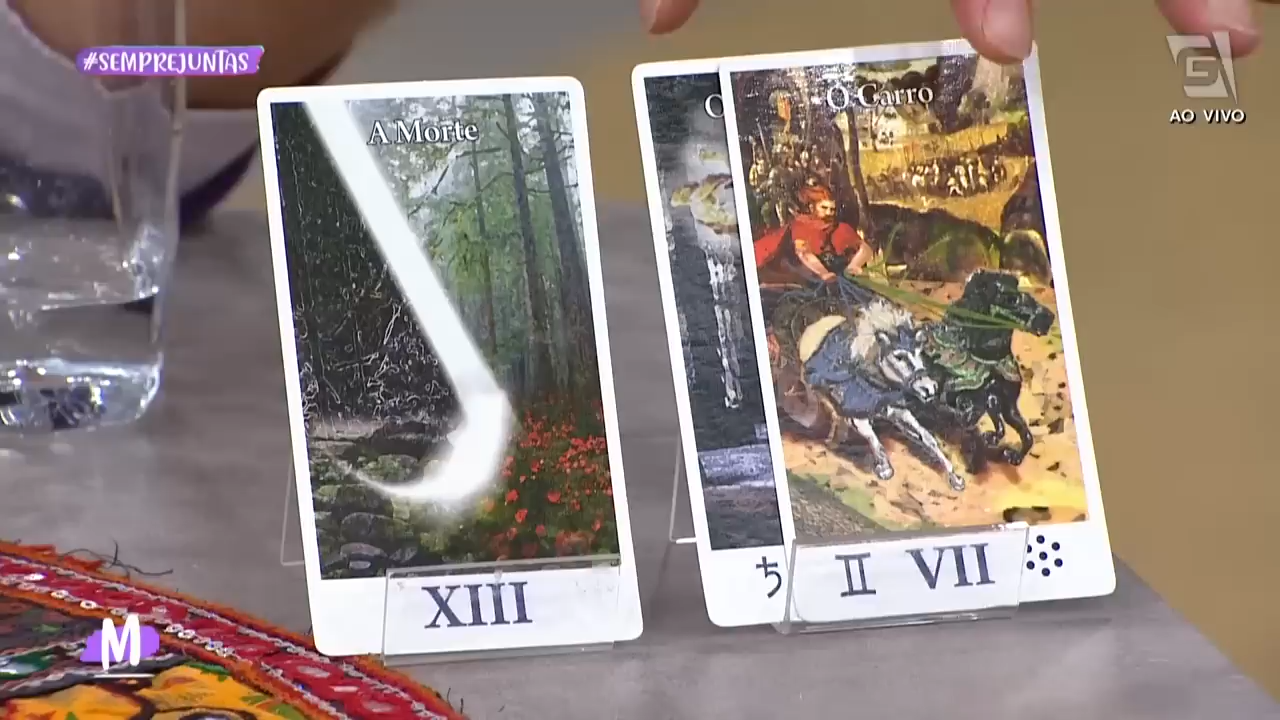 #SEMPREJUNTAS
G
AO VIVO
A Morte
O
O Carro
XIII
♄
♊ VII
M